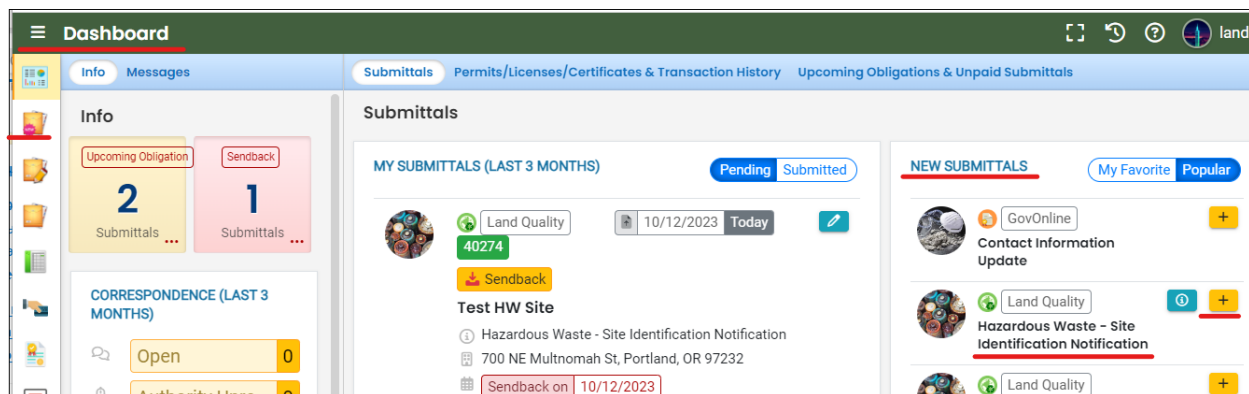 Dashboard
land
Info Messages
Submittals Permits/Licenses/Certificates & Transaction History Upcoming Obligations & Unpaid Submittals
Info
Upcoming Obligation
2
Submittals ...
Sendback
1
Submittals ...
CORRESPONDENCE (LAST 3
MONTHS)
Open 0
Submittals
MY SUBMITTALS (LAST 3 MONTHS) Pending Submitted
Land Quality 10/12/2023 Today
40274
Sendback
Test HW Site
Hazardous Waste - Site Identification Notification
700 NE Multnomah St, Portland, OR 97232
Sendback on 10/12/2023
NEW SUBMITTALS My Favorite Popular
GovOnline +
Contact Information
Update
Land Quality +
Hazardous Waste - Site
Identification Notification
Land Quality +